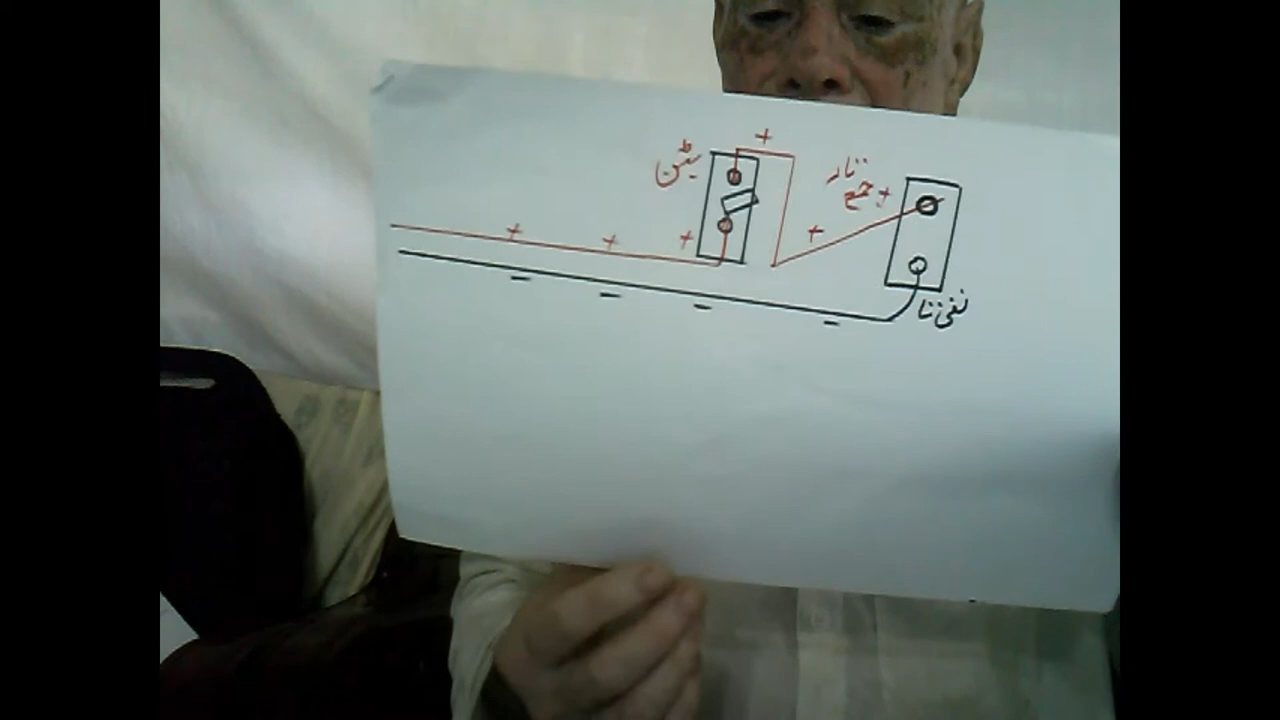 بٹن
تار
جمع +
نفی تار
+
+
+ + +
- - - -